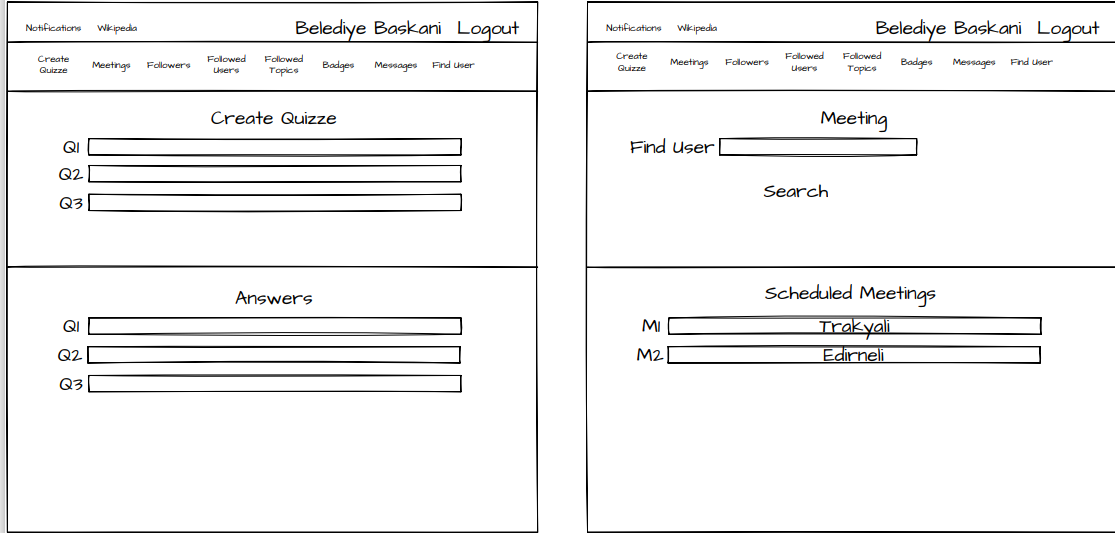 Notifications Wikipedia Belediye Baskani Logout
Create Quizze Meetings Followers Followed Users Followed Topics Badges Messages Find User
Create Quizze
Q1
Q2
Q3
Answers
Q1
Q2
Q3
Notifications Wikipedia Belediye Baskani Logout
Create Quizze Meetings Followers Followed Users Followed Topics Badges Messages Find User
Meeting
Find User
Search
Scheduled Meetings
M1 Trakyali
M2 Edirneli